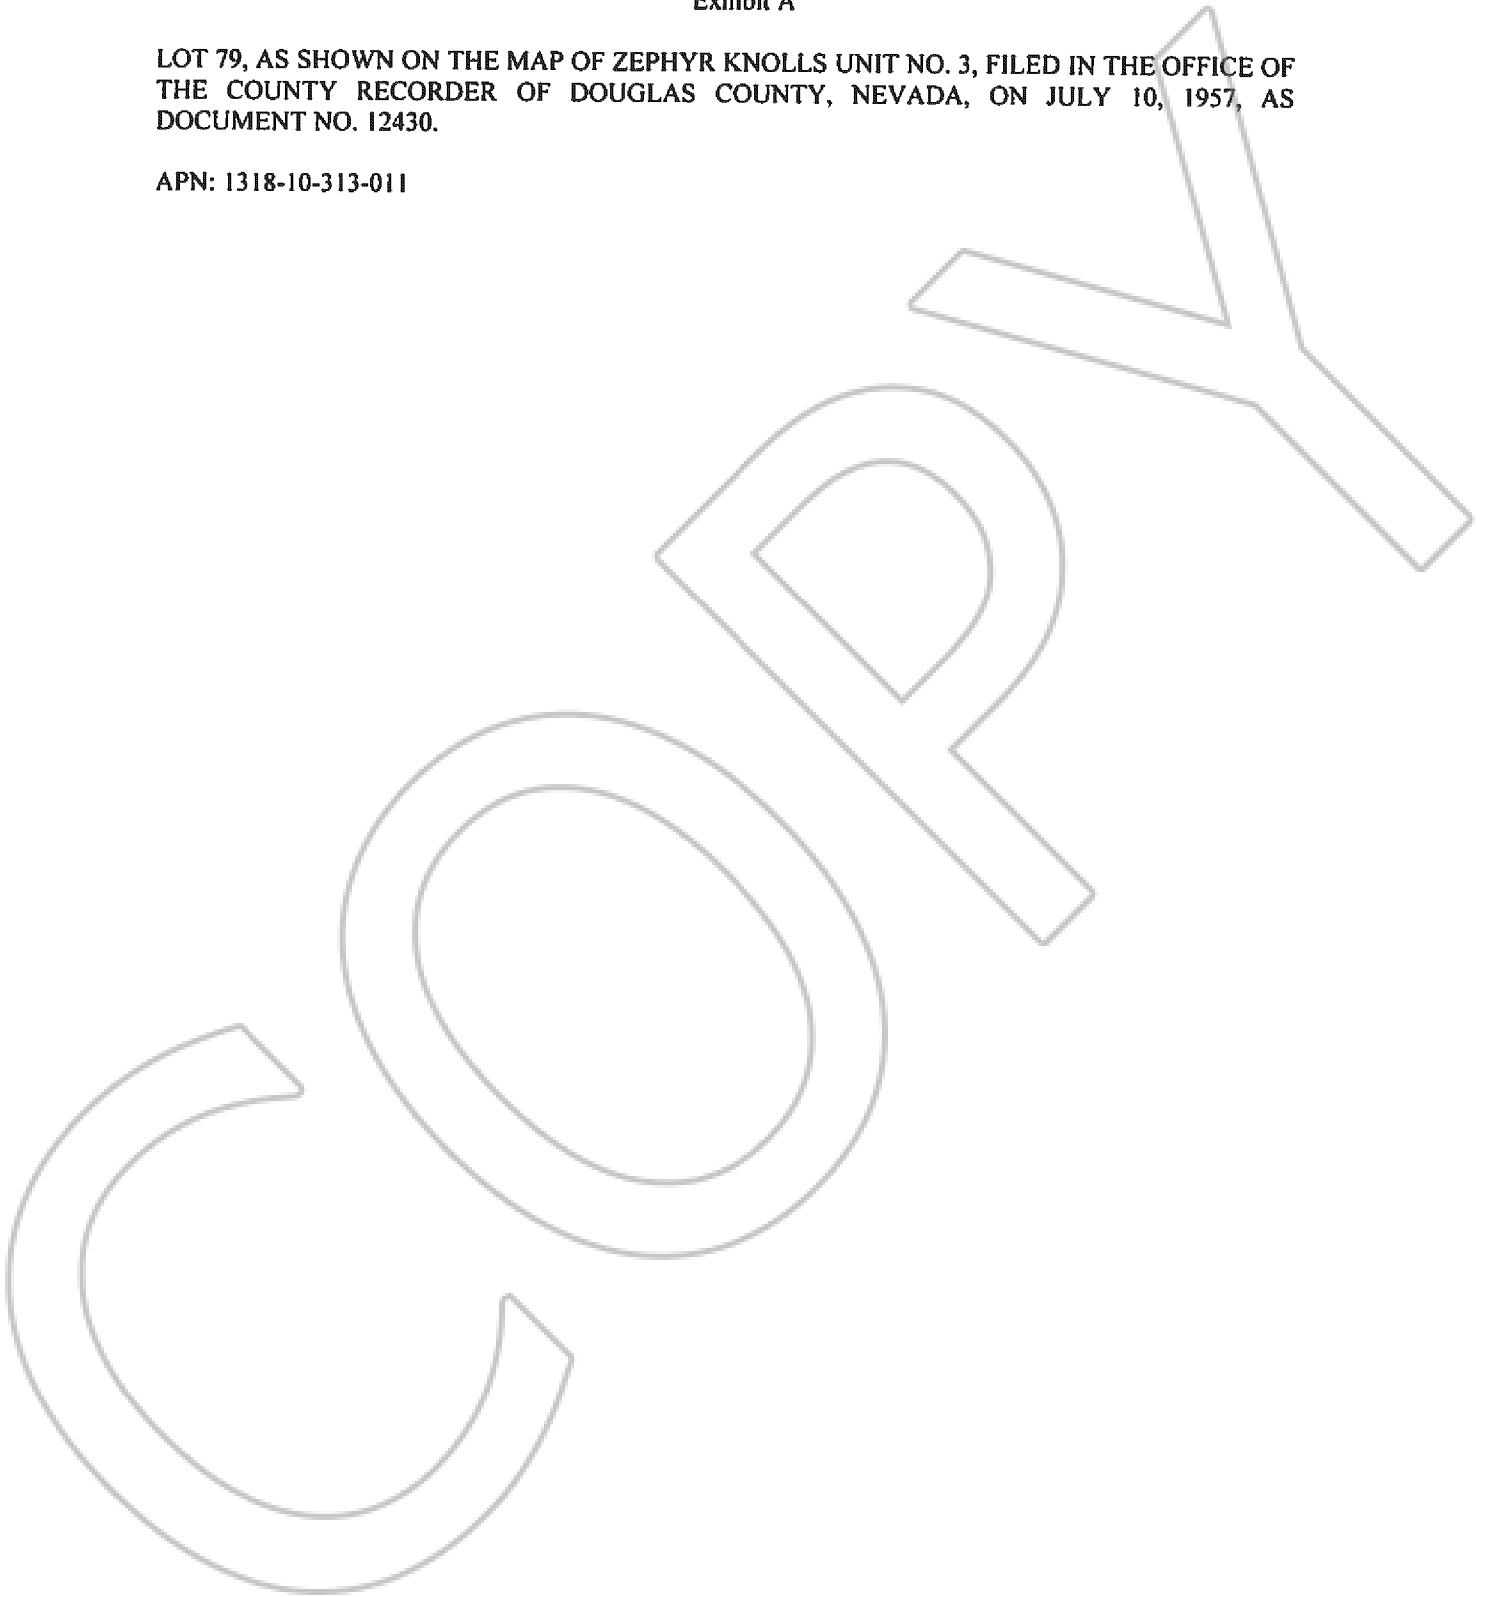 Exhibit A
LOT 79, AS SHOWN ON THE MAP OF ZEPHYR KNOLLS UNIT NO. 3, FILED IN THE OFFICE OF
THE COUNTY RECORDER OF DOUGLAS COUNTY, NEVADA, ON JULY 10, 1957, AS
DOCUMENT NO. 12430.
APN: 1318-10-313-011
COPY